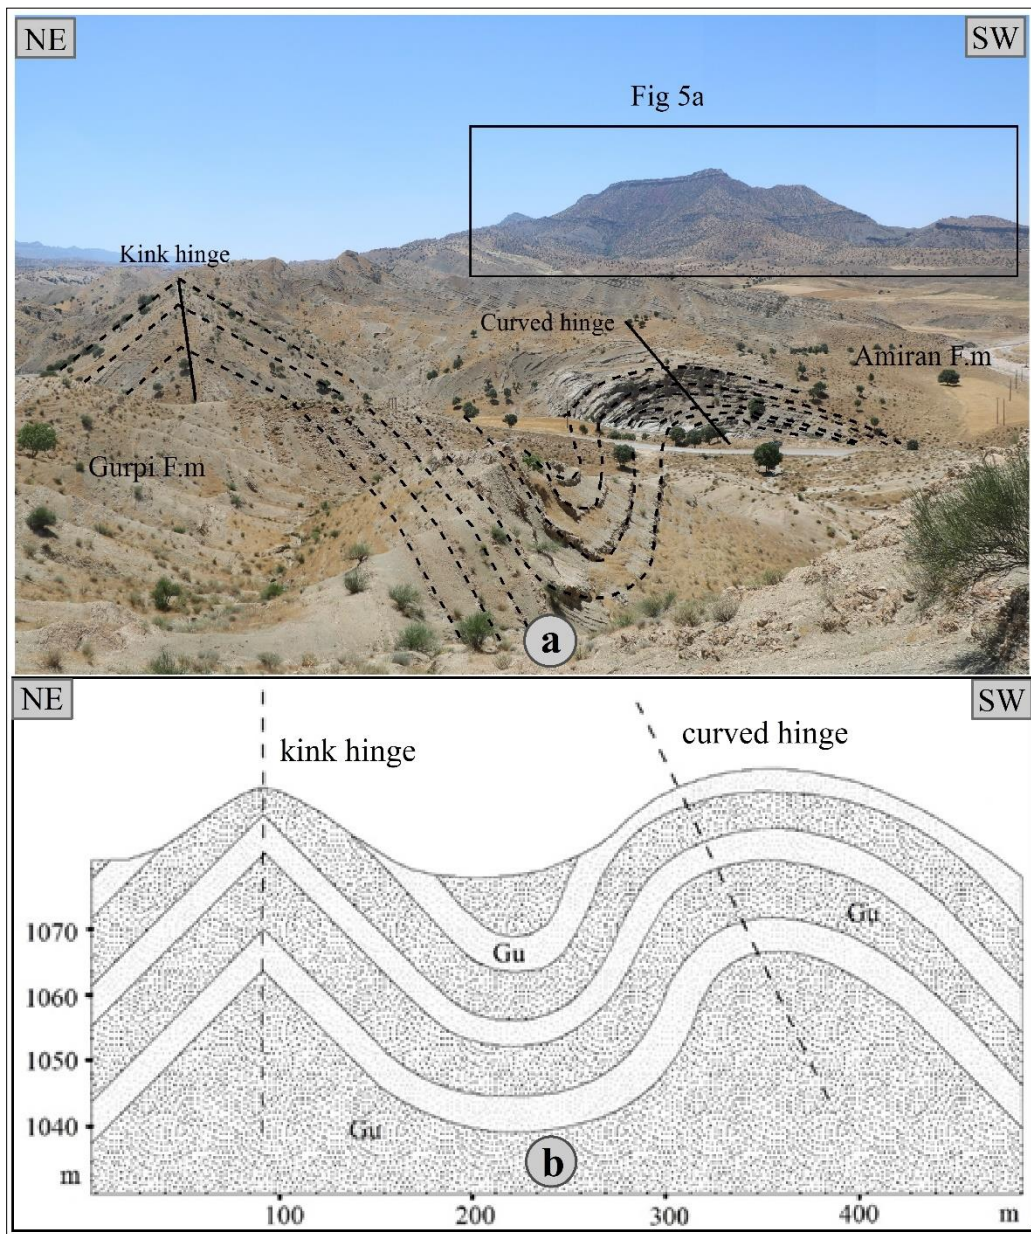 NE
SW
Fig 5a
Kink hinge
Curved hinge
Amiran F.m
Gurpi F.m
a
NE
SW
kink hinge
curved hinge
1070
1060
1050
1040
m
Gu
Gu
Gu
b
100
200
300
400
m